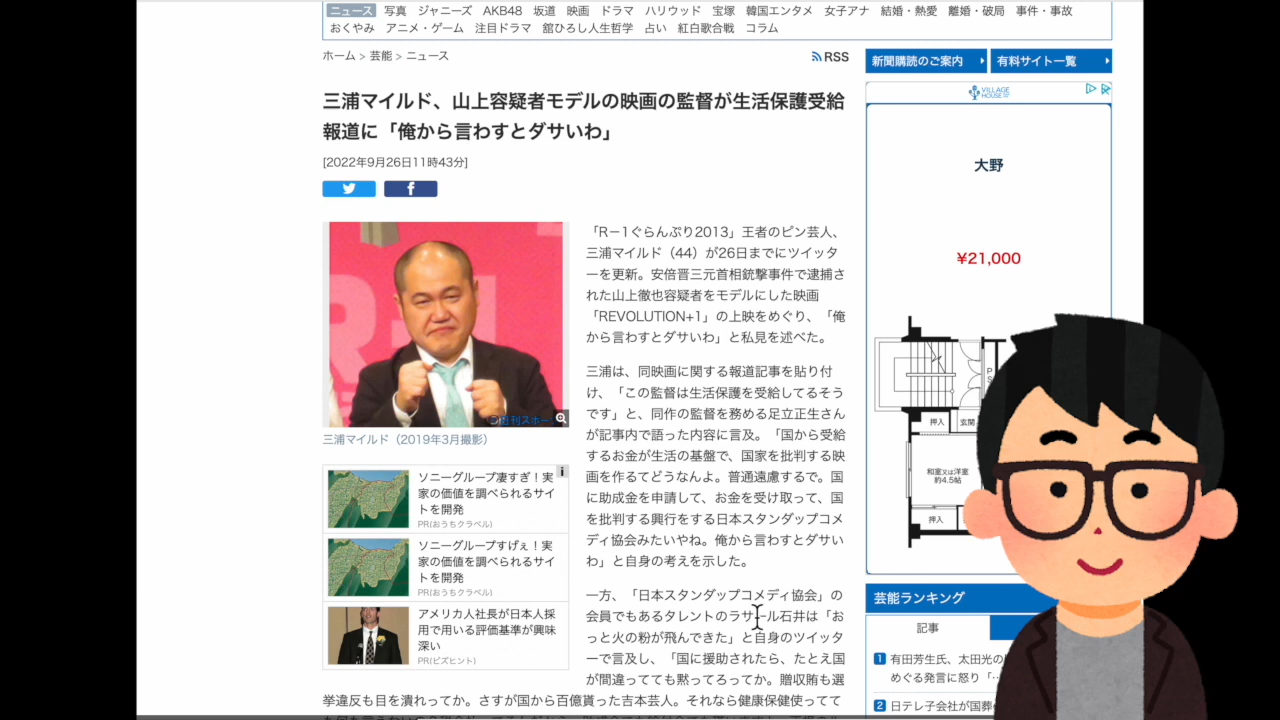 ニュース 写真 ジャニーズ AKB48 坂道 映画 ドラマ ハリウッド 宝塚 韓国エンタメ 女子アナ 結婚・熱愛 離婚・破局 事件・事故
おくやみ アニメ・ゲーム 注目ドラマ 舘ひろし人生哲学 占い 紅白歌合戦 コラム
ホーム > 芸能 > ニュース
RSS
三浦マイルド、山上容疑者モデルの映画の監督が生活保護受給
報道に「俺から言わすとダサいわ」
[2022年9月26日11時43分]
三浦マイルド（2019年3月撮影）
「R－1ぐらんぷり2013」王者のピン芸人、
三浦マイルド（44）が26日までにツイッタ
ーを更新。安倍晋三元首相銃撃事件で逮捕さ
れた山上徹也容疑者をモデルにした映画
「REVOLUTION+1」の上映をめぐり、「俺
から言わすとダサいわ」と私見を述べた。
三浦は、同映画に関する報道記事を貼り付
け、「この監督は生活保護を受給してるそう
です」と、同作の監督を務める足立正生さん
が記事内で語った内容に言及。「国から受給
するお金が生活の基盤で、国家を批判する映
画を作るてどうなんよ。普通遠慮するで。国
に助成金を申請して、お金を受け取って、国
を批判する興行をする日本スタンダップコメ
ディ協会みたいやね。俺から言わすとダサい
わ」と自身の考えを示した。
一方、「日本スタンダップコメディ協会」の
会員でもあるタレントのラサール石井は「お
っと火の粉が飛んできた」と自身のツイッタ
ーで言及し、「国に援助されたら、たとえ国
が間違ってても黙ってろってか。贈収賄も選
挙違反も目を潰れってか。さすが国から百億貰った吉本芸人。それなら健康保健使ってて
ソニーグループ凄すぎ！実
家の価値を調べられるサイ
トを開発
PR(おうちクラベル)
ソニーグループすげぇ！実
家の価値を調べられるサイ
トを開発
PR(おうちクラベル)
アメリカ人社長が日本人採
用で用いる評価基準が興味
深い
PR(ビズヒント)
新聞購読のご案内
有料サイト一覧
VILLAGE
HOUSE
大野
¥21,000
P
S
押入
玄関
和室又は洋室
約4.5帖
押入
芸能ランキング
記事
1 有田芳生氏、太田光の
めぐる発言に怒り「…
2 日テレ子会社が国葬